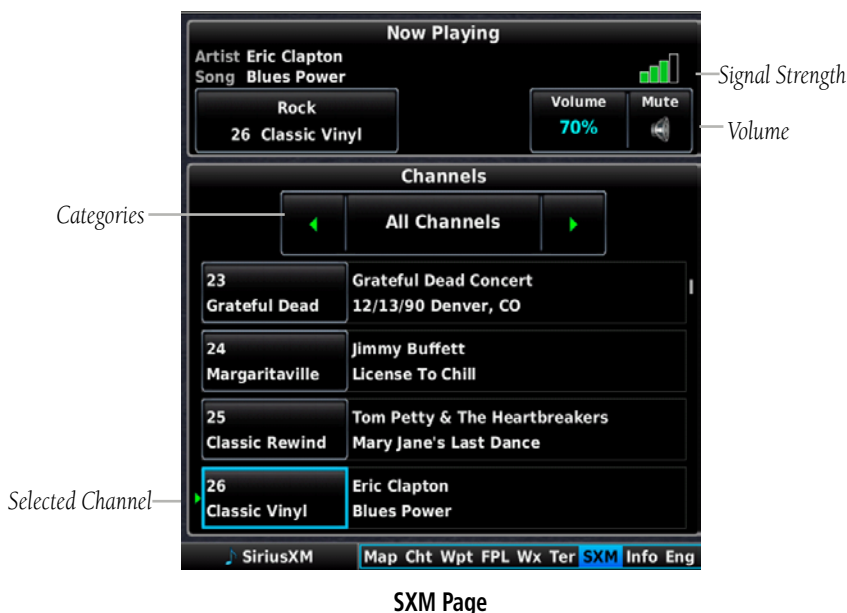 Now Playing
Artist Eric Clapton
Song Blues Power
Signal Strength
Rock
26 Classic Vinyl
Volume
70%
Mute
Volume
Channels
Categories
All Channels
23
Grateful Dead
Grateful Dead Concert
12/13/90 Denver, CO
24
Margaritaville
Jimmy Buffett
License To Chill
25
Classic Rewind
Tom Petty & The Heartbreakers
Mary Jane's Last Dance
Selected Channel
26
Classic Vinyl
Eric Clapton
Blues Power
SiriusXM
Map Cht Wpt FPL Wx Ter SXM Info Eng
SXM Page